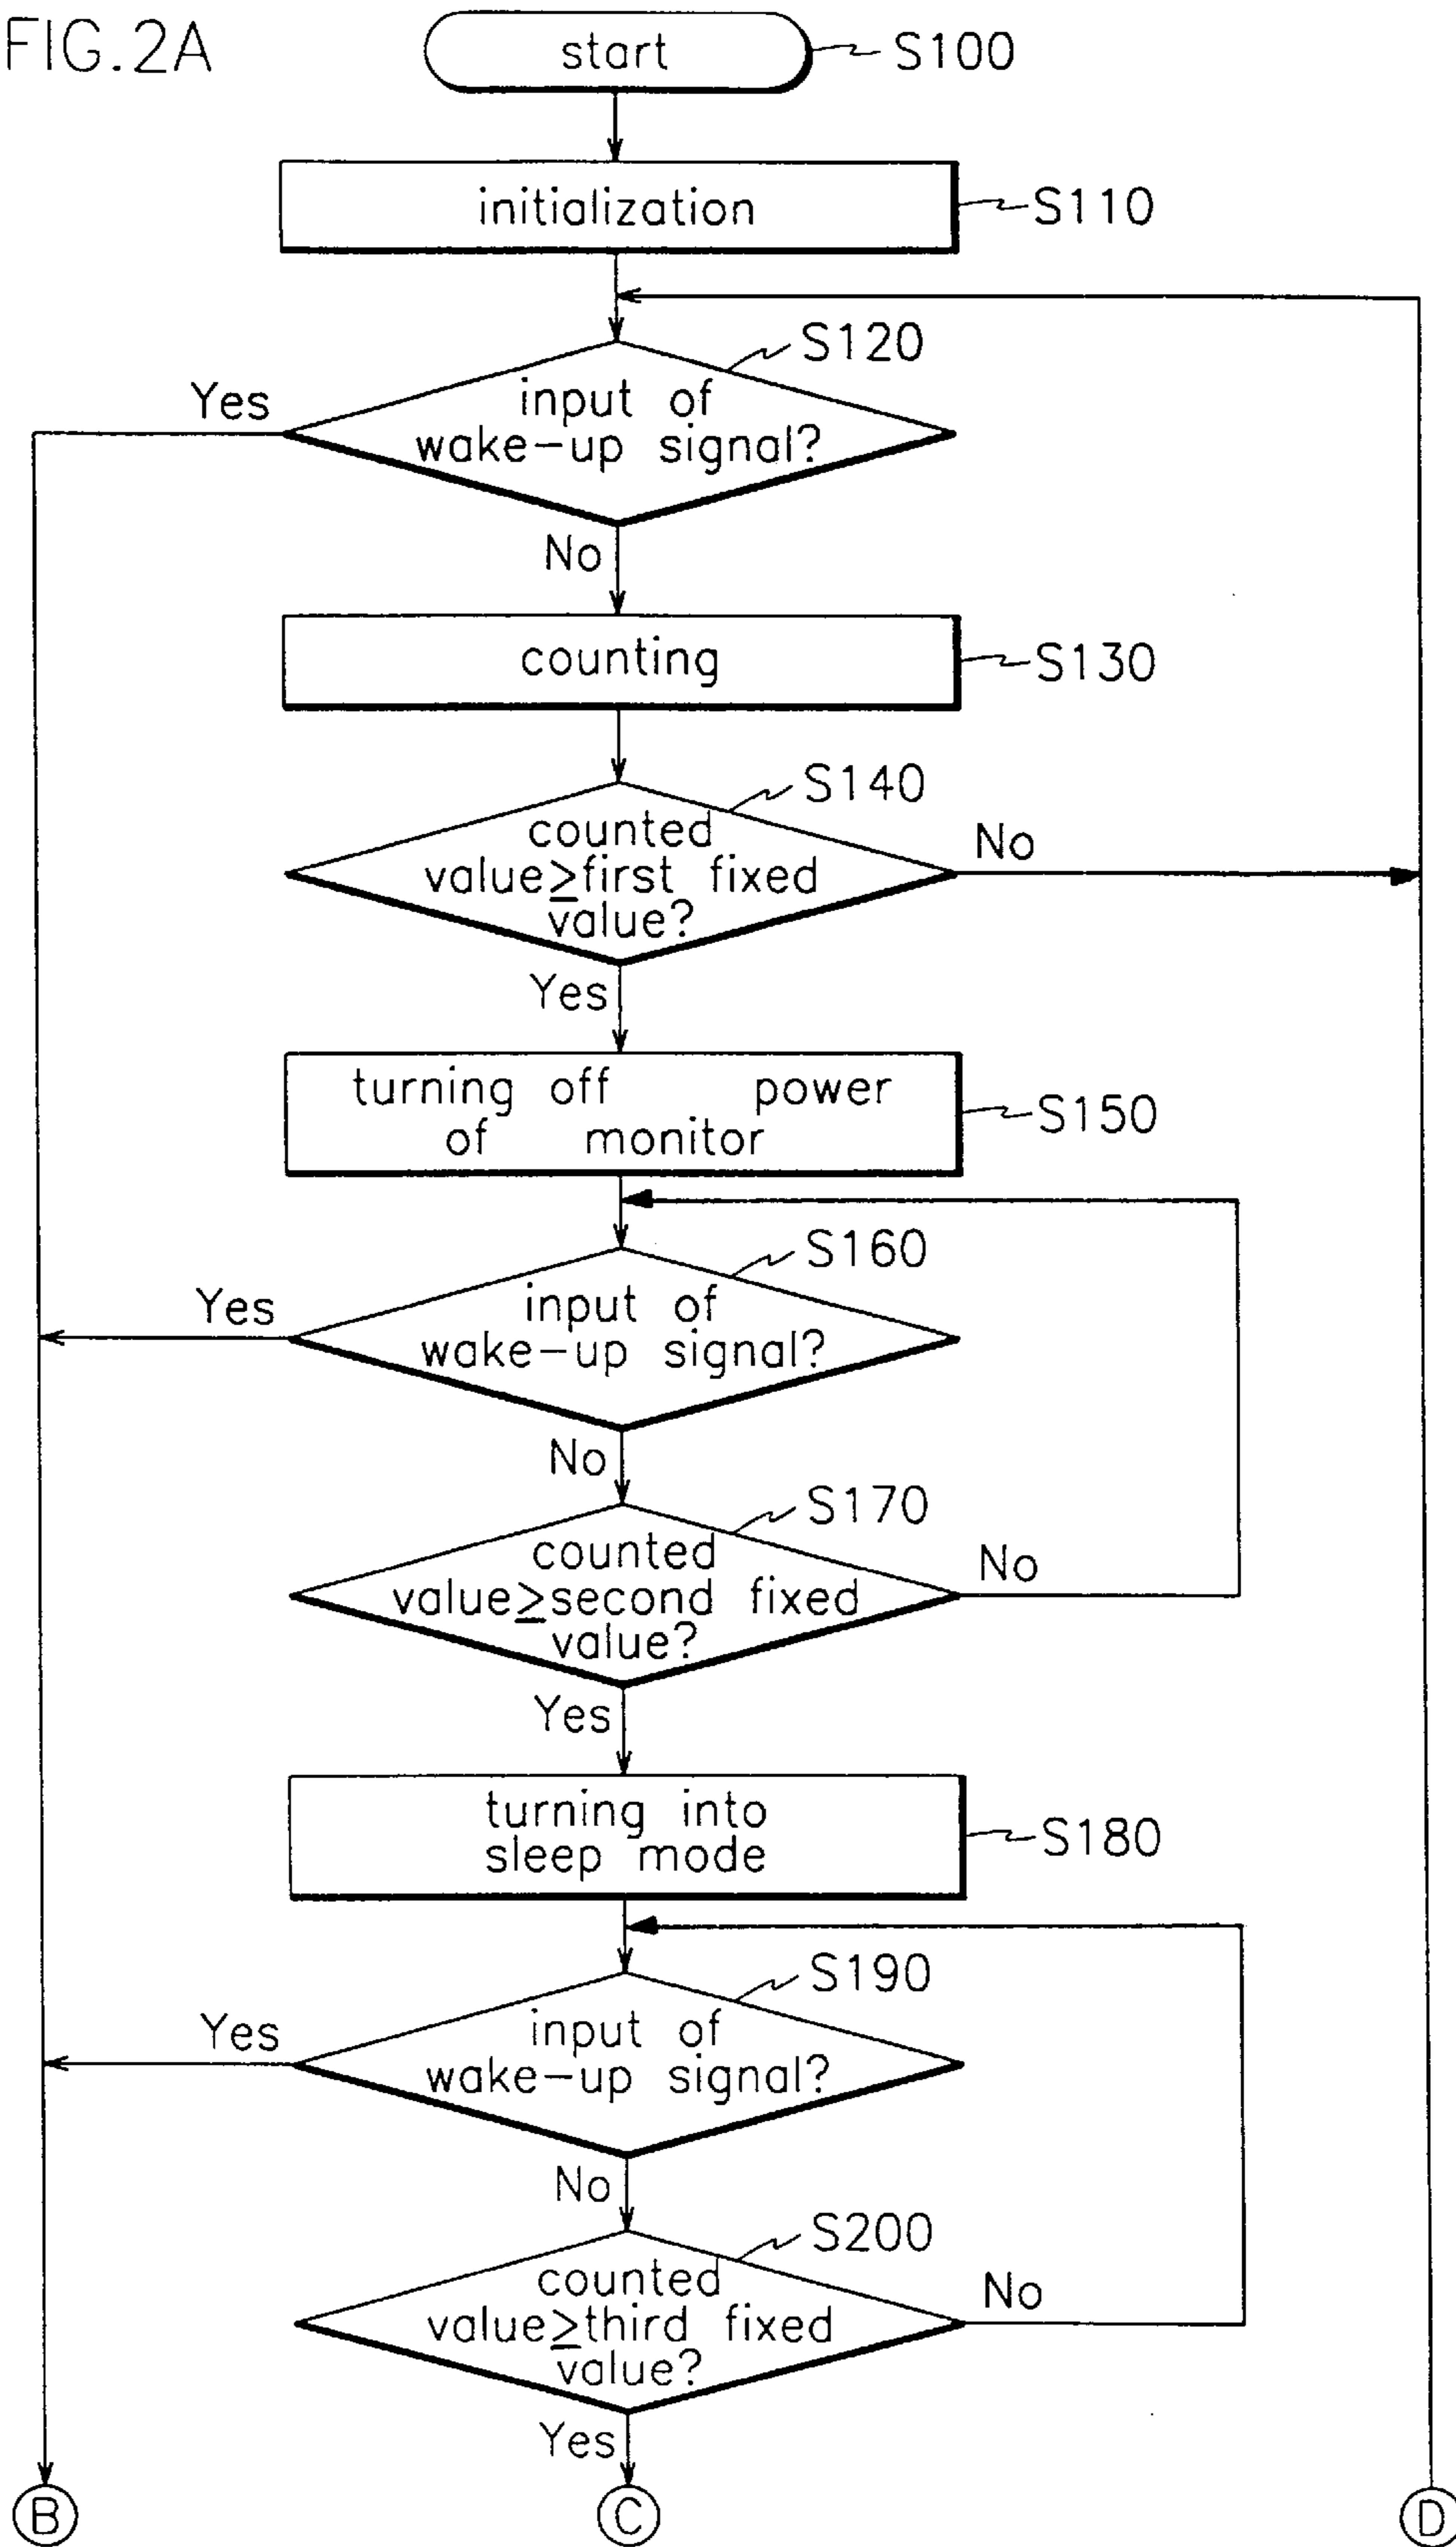 FIG.2A
start
S100
initialization
S110
S120
Yes
input of
wake-up signal?
No
counting
S130
S140
counted
value≥first fixed
value?
No
Yes
turning off power
of monitor
S150
S160
Yes
input of
wake-up signal?
No
S170
counted
value≥second fixed
value?
No
Yes
turning into
sleep mode
S180
S190
Yes
input of
wake-up signal?
No
S200
counted
value≥third fixed
value?
No
Yes
B
C
D